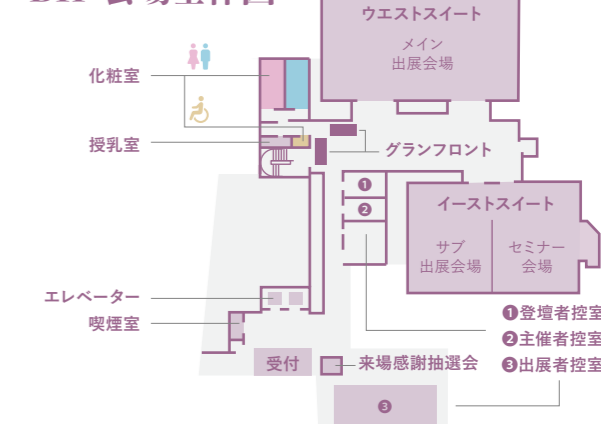 ウエストスイート
メイン
出展会場
化粧室
授乳室
グランフロント
❶
❷
イーストスイート
サブ
出展会場
セミナー
会場
エレベーター
喫煙室
❶登壇者控室
❷主催者控室
❸出展者控室
受付
来場感謝抽選会
❸